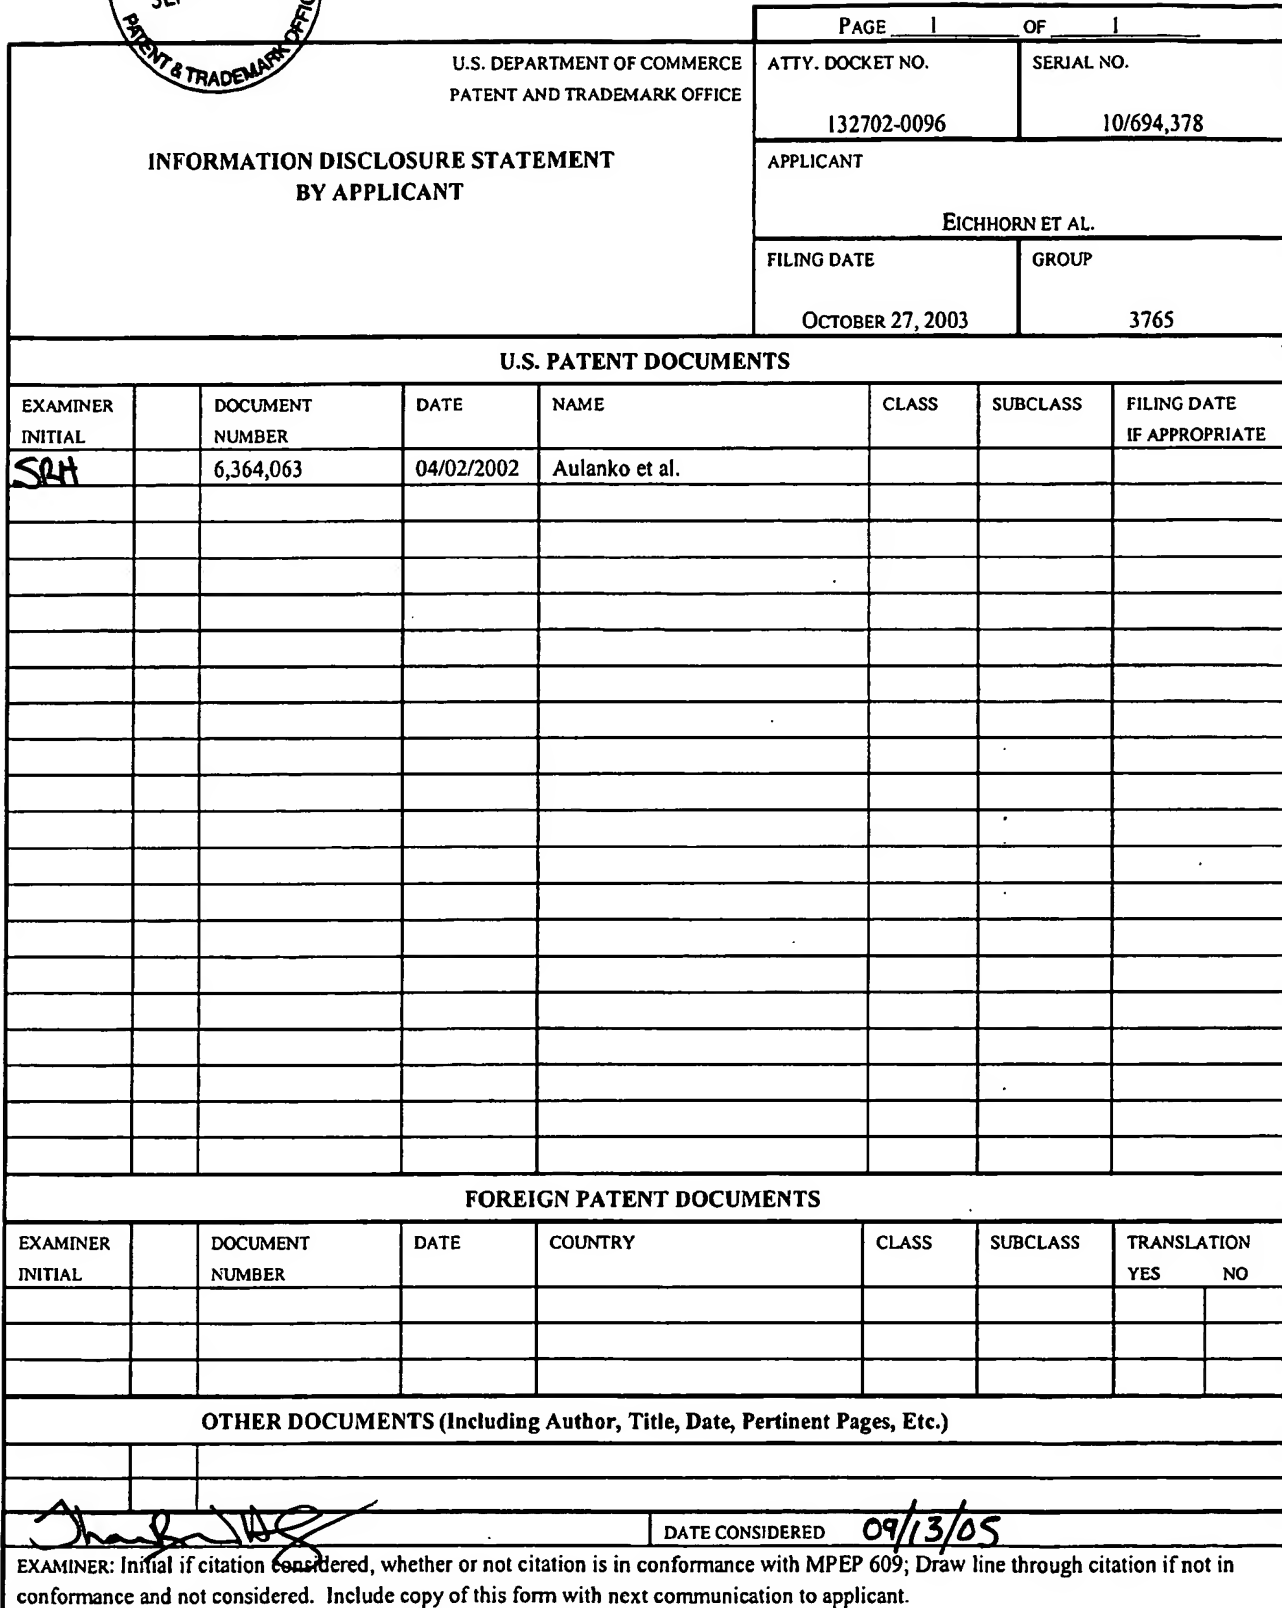 PATENT & TRADEMARK OFFIC
PAGE 1 OF 1
U.S. DEPARTMENT OF COMMERCE
PATENT AND TRADEMARK OFFICE
ATTY. DOCKET NO.
132702-0096
SERIAL NO.
10/694,378
INFORMATION DISCLOSURE STATEMENT
BY APPLICANT
APPLICANT
EICHHORN ET AL.
FILING DATE
OCTOBER 27, 2003
GROUP
3765
U.S. PATENT DOCUMENTS
EXAMINER INITIAL DOCUMENT NUMBER DATE NAME CLASS SUBCLASS FILING DATE IF APPROPRIATE
SRH 6,364,063 04/02/2002 Aulanko et al.
FOREIGN PATENT DOCUMENTS
EXAMINER INITIAL DOCUMENT NUMBER DATE COUNTRY CLASS SUBCLASS TRANSLATION YES NO
OTHER DOCUMENTS (Including Author, Title, Date, Pertinent Pages, Etc.)
DATE CONSIDERED 09/13/05
EXAMINER: Initial if citation considered, whether or not citation is in conformance with MPEP 609; Draw line through citation if not in
conformance and not considered. Include copy of this form with next communication to applicant.